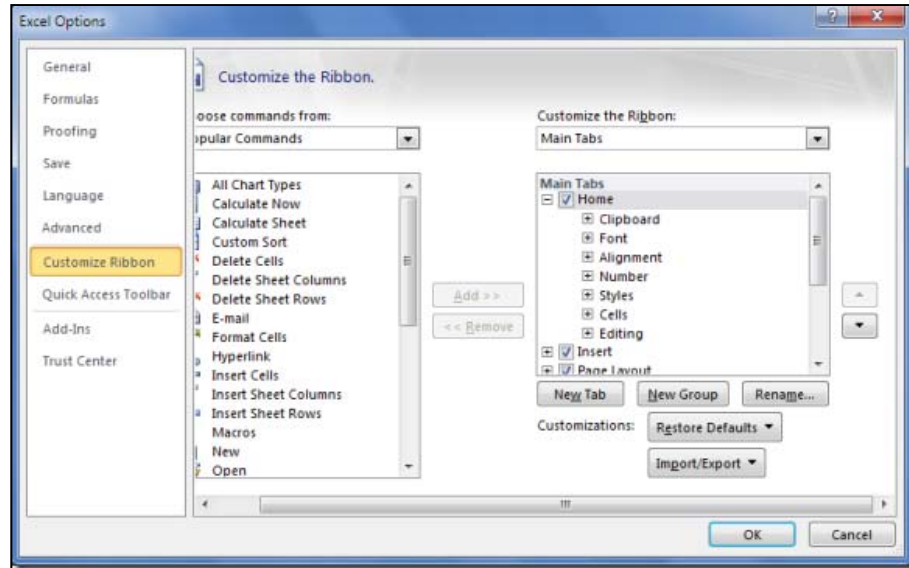 Excel Options
General
Formulas
Proofing
Save
Language
Advanced
Customize Ribbon
Quick Access Toolbar
Add-Ins
Trust Center
Customize the Ribbon.
oose commands from:
opular Commands
All Chart Types
Calculate Now
Calculate Sheet
Custom Sort
Delete Cells
Delete Sheet Columns
Delete Sheet Rows
E-mail
Format Cells
Hyperlink
Insert Cells
Insert Sheet Columns
Insert Sheet Rows
Macros
New
Open
Add >>
<< Remove
Customize the Ribbon:
Main Tabs
Main Tabs
Home
Clipboard
Font
Alignment
Number
Styles
Cells
Editing
Insert
Page Layout
New Tab New Group Rename...
Customizations: Restore Defaults
Import/Export
OK Cancel